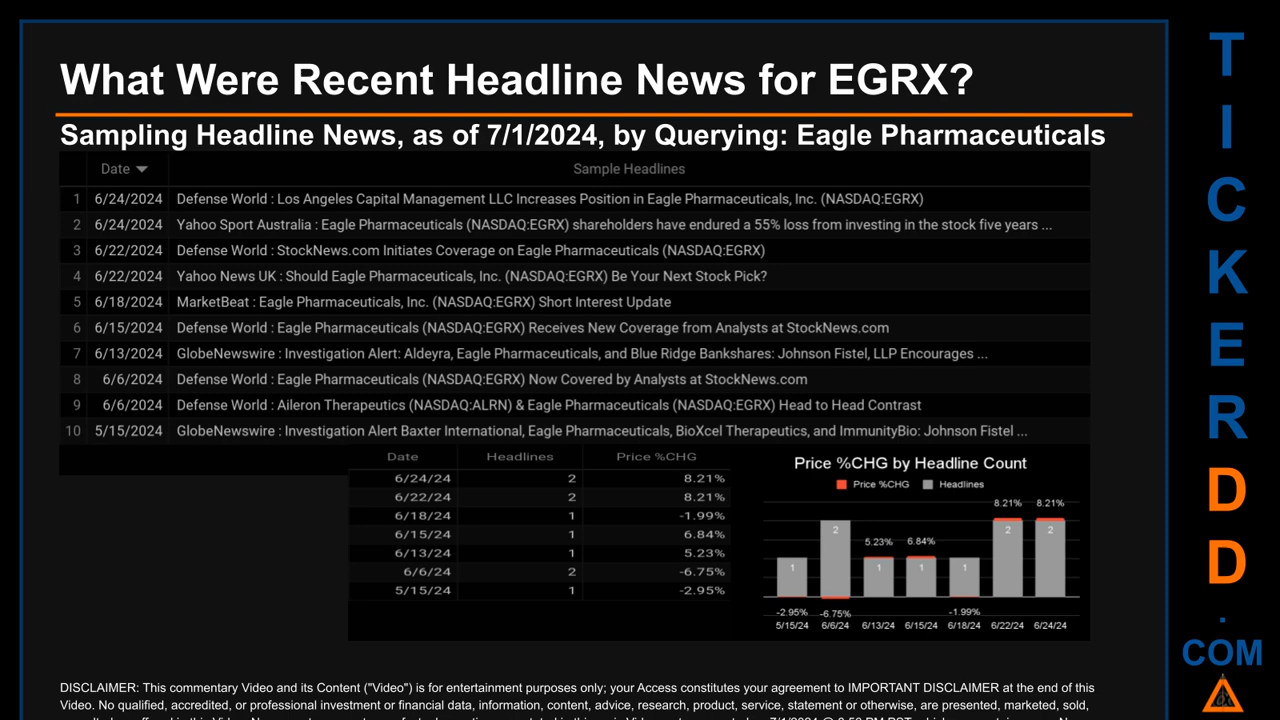 What Were Recent Headline News for EGRX?
Sampling Headline News, as of 7/1/2024, by Querying: Eagle Pharmaceuticals
Date Sample Headlines
1 6/24/2024 Defense World : Los Angeles Capital Management LLC Increases Position in Eagle Pharmaceuticals, Inc. (NASDAQ:EGRX)
2 6/24/2024 Yahoo Sport Australia : Eagle Pharmaceuticals (NASDAQ:EGRX) shareholders have endured a 55% loss from investing in the stock five years ...
3 6/22/2024 Defense World : StockNews.com Initiates Coverage on Eagle Pharmaceuticals (NASDAQ:EGRX)
4 6/22/2024 Yahoo News UK : Should Eagle Pharmaceuticals, Inc. (NASDAQ:EGRX) Be Your Next Stock Pick?
5 6/18/2024 MarketBeat : Eagle Pharmaceuticals, Inc. (NASDAQ:EGRX) Short Interest Update
6 6/15/2024 Defense World : Eagle Pharmaceuticals (NASDAQ:EGRX) Receives New Coverage from Analysts at StockNews.com
7 6/13/2024 GlobeNewswire : Investigation Alert: Aldeyra, Eagle Pharmaceuticals, and Blue Ridge Bankshares: Johnson Fistel, LLP Encourages ...
8 6/6/2024 Defense World : Eagle Pharmaceuticals (NASDAQ:EGRX) Now Covered by Analysts at StockNews.com
9 6/6/2024 Defense World : Aileron Therapeutics (NASDAQ:ALRN) & Eagle Pharmaceuticals (NASDAQ:EGRX) Head to Head Contrast
10 5/15/2024 GlobeNewswire : Investigation Alert Baxter International, Eagle Pharmaceuticals, BioXcel Therapeutics, and ImmunityBio: Johnson Fistel ...
Date Headlines Price %CHG
6/24/24 2 8.21%
6/22/24 2 8.21%
6/18/24 1 -1.99%
6/15/24 1 6.84%
6/13/24 1 5.23%
6/6/24 2 -6.75%
5/15/24 1 -2.95%
Price %CHG by Headline Count
Price %CHG Headlines
8.21% 8.21%
5.23% 6.84%
1 2 1 1 1 2 2
-2.95% -6.75% -1.99%
5/15/24 6/6/24 6/13/24 6/15/24 6/18/24 6/22/24 6/24/24
DISCLAIMER: This commentary Video and its Content ("Video") is for entertainment purposes only; your Access constitutes your agreement to IMPORTANT DISCLAIMER at the end of this
Video. No qualified, accredited, or professional investment or financial data, information, content, advice, research, product, service, statement or otherwise, are presented, marketed, sold,
T
I
C
K
E
R
D
D
.
COM